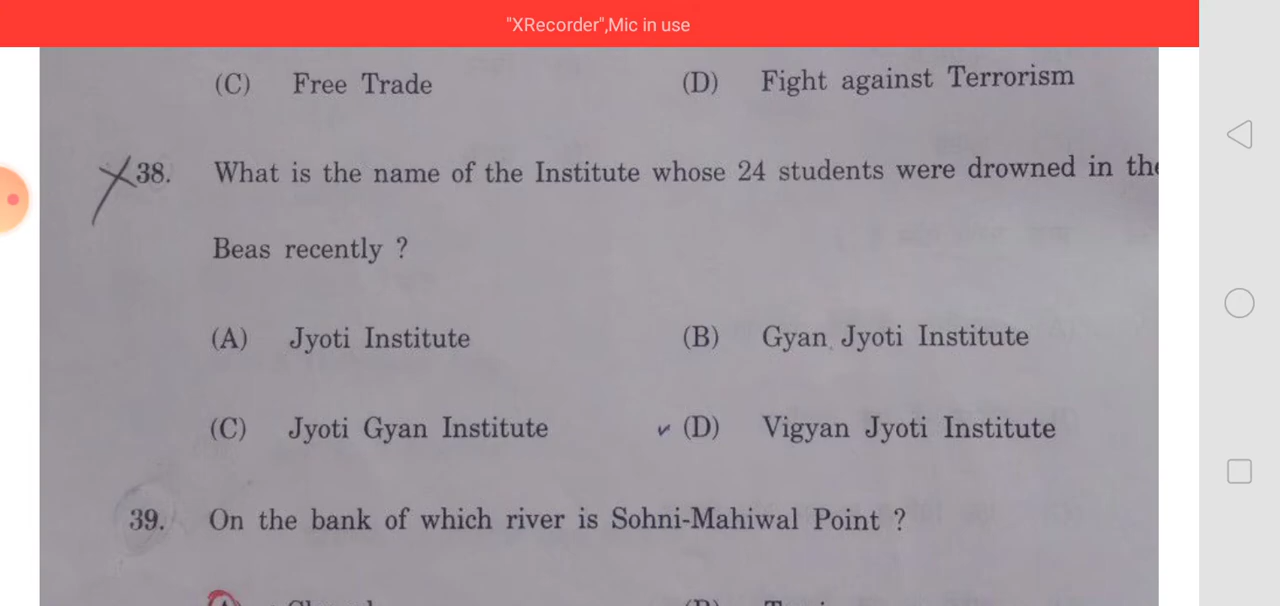 "XRecorder",Mic in use
(C) Free Trade (D) Fight against Terrorism
38. What is the name of the Institute whose 24 students were drowned in the
Beas recently ?
(A) Jyoti Institute (B) Gyan Jyoti Institute
(C) Jyoti Gyan Institute (D) Vigyan Jyoti Institute
39. On the bank of which river is Sohni-Mahiwal Point ?